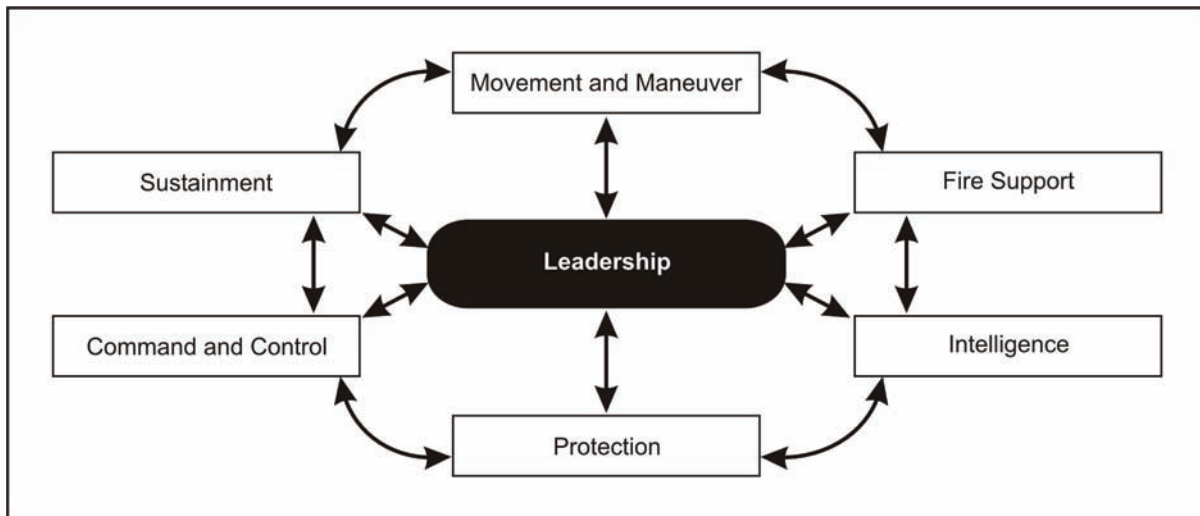 Movement and Maneuver
Sustainment
Fire Support
Leadership
Command and Control
Intelligence
Protection